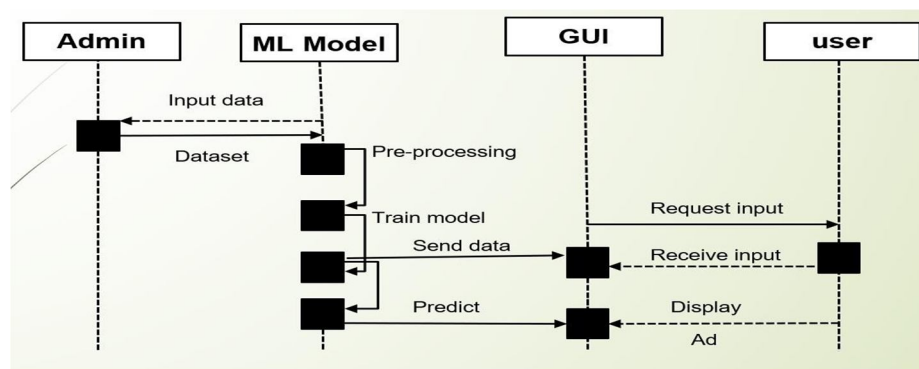 Admin
ML Model
GUI
user
Input data
Dataset
Pre-processing
Train model
Request input
Send data
Receive input
Predict
Display
Ad